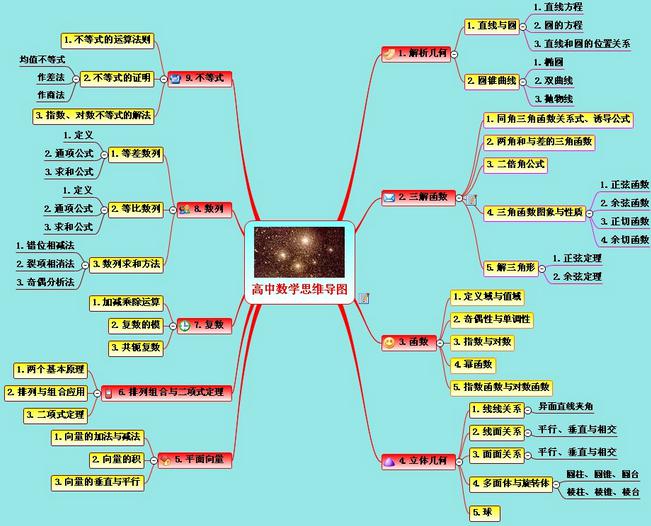 高中数学思维导图
1. 解析几何
1. 直线与圆
1. 直线方程
2. 圆的方程
3. 直线和圆的位置关系
2. 圆锥曲线
1. 椭圆
2. 双曲线
3. 抛物线
2. 三解函数
1. 同角三角函数关系式、诱导公式
2. 两角和与差的三角函数
3. 二倍角公式
4. 三角函数图象与性质
1. 正弦函数
2. 余弦函数
3. 正切函数
4. 余切函数
5. 解三角形
1. 正弦定理
2. 余弦定理
3. 函数
1. 定义域与值域
2. 奇偶性与单调性
3. 指数与对数
4. 幂函数
5. 指数函数与对数函数
4. 立体几何
1. 线线关系
异面直线夹角
2. 线面关系
平行、垂直与相交
3. 面面关系
平行、垂直与相交
4. 多面体与旋转体
圆柱、圆锥、圆台
棱柱、棱锥、棱台
5. 球
5. 平面向量
1. 向量的加法与减法
2. 向量的积
3. 向量的垂直与平行
6. 排列组合与二项式定理
1. 两个基本原理
2. 排列与组合应用
3. 二项式定理
7. 复数
1. 加减乘除运算
2. 复数的模
3. 共轭复数
8. 数列
1. 等差数列
1. 定义
2. 通项公式
3. 求和公式
2. 等比数列
1. 定义
2. 通项公式
3. 求和公式
3. 数列求和方法
1. 错位相减法
2. 裂项相消法
3. 奇偶分析法
9. 不等式
1. 不等式的运算法则
2. 不等式的证明
均值不等式
作差法
作商法
3. 指数、对数不等式的解法